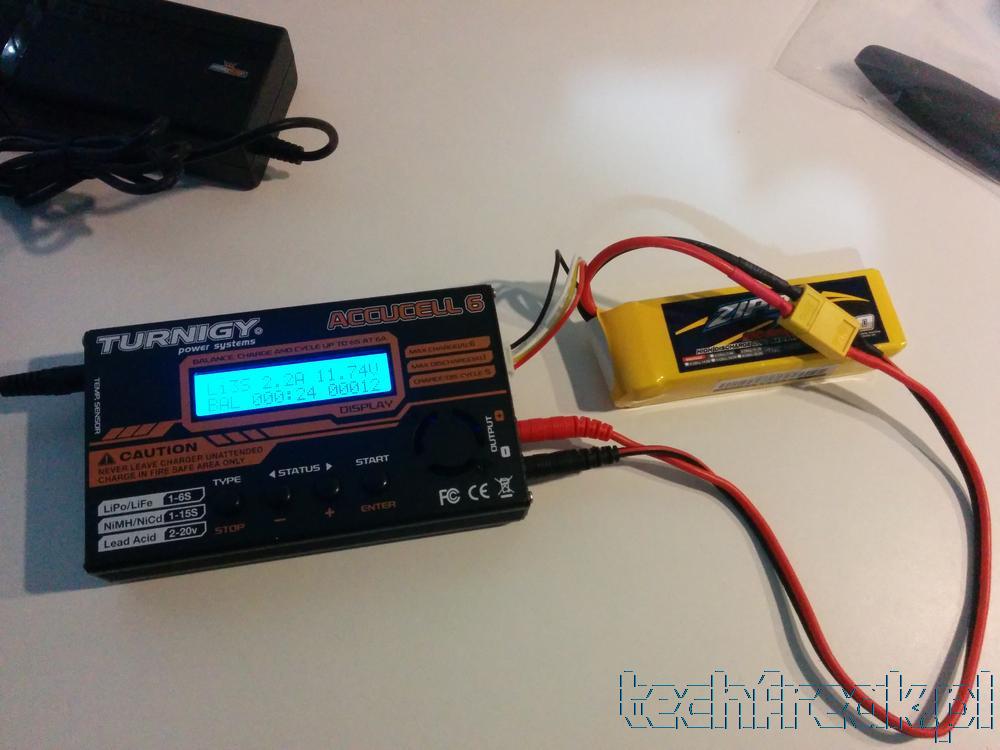 TURNIGY
power systems
ACCUCELL 6
BALANCE CHARGE AND CYCLE UP TO 6S AT 6A
MAX CHARGE(A): 6
MAX DISCHARGE(A): 1
CHARGE/DIS CYCLE 5
Li3S 2.2A 11.74V
BAL 000:24 00012
DISPLAY
TEMP. SENSOR
CAUTION
NEVER LEAVE CHARGER UNATTENDED
CHARGE IN FIRE SAFE AREA ONLY
OUTPUT
TYPE
STATUS
START
STOP
ENTER
LiPo/LiFe 1-6S
NiMH/NiCd 1-15S
Lead Acid 2-20v
FC CE
techfreak.pl